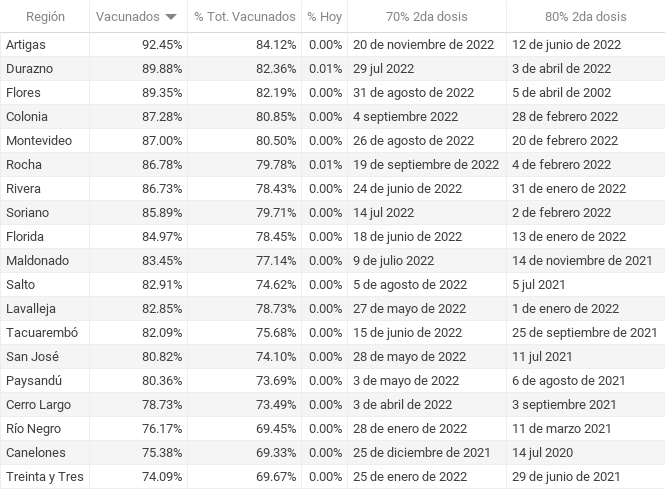 Región Vacunados % Tot. Vacunados % Hoy 70% 2da dosis 80% 2da dosis
Artigas 92.45% 84.12% 0.00% 20 de noviembre de 2022 12 de junio de 2022
Durazno 89.88% 82.36% 0.01% 29 jul 2022 3 de abril de 2022
Flores 89.35% 82.19% 0.00% 31 de agosto de 2022 5 de abril de 2002
Colonia 87.28% 80.85% 0.00% 4 septiembre 2022 28 de febrero 2022
Montevideo 87.00% 80.50% 0.00% 26 de agosto de 2022 20 de febrero 2022
Rocha 86.78% 79.78% 0.01% 19 de septiembre de 2022 4 de febrero 2022
Rivera 86.73% 78.43% 0.00% 24 de junio de 2022 31 de enero de 2022
Soriano 85.89% 79.71% 0.00% 14 jul 2022 2 de febrero 2022
Florida 84.97% 78.45% 0.00% 18 de junio de 2022 13 de enero de 2022
Maldonado 83.45% 77.14% 0.00% 9 de julio 2022 14 de noviembre de 2021
Salto 82.91% 74.62% 0.00% 5 de agosto de 2022 5 jul 2021
Lavalleja 82.85% 78.73% 0.00% 27 de mayo de 2022 1 de enero de 2022
Tacuarembó 82.09% 75.68% 0.00% 15 de junio de 2022 25 de septiembre de 2021
San José 80.82% 74.10% 0.00% 28 de mayo de 2022 11 jul 2021
Paysandú 80.36% 73.69% 0.00% 3 de mayo de 2022 6 de agosto de 2021
Cerro Largo 78.73% 73.49% 0.00% 3 de abril de 2022 3 septiembre 2021
Río Negro 76.17% 69.45% 0.00% 28 de enero de 2022 11 de marzo 2021
Canelones 75.38% 69.33% 0.00% 25 de diciembre de 2021 14 jul 2020
Treinta y Tres 74.09% 69.67% 0.00% 25 de enero de 2022 29 de junio de 2021